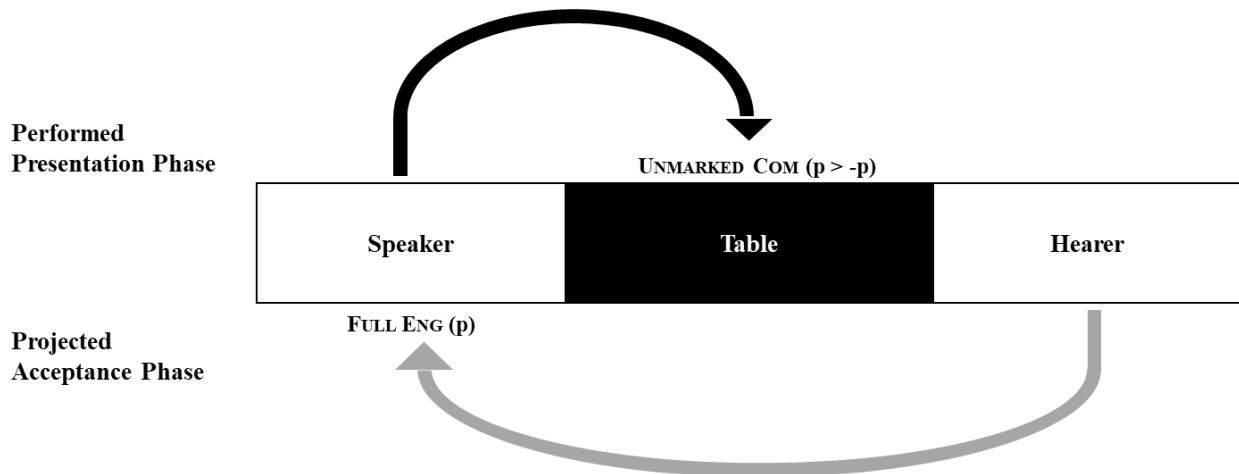 Performed
Presentation Phase
UNMARKED COM (p > -p)
Speaker
Table
Hearer
FULL ENG (p)
Projected
Acceptance Phase